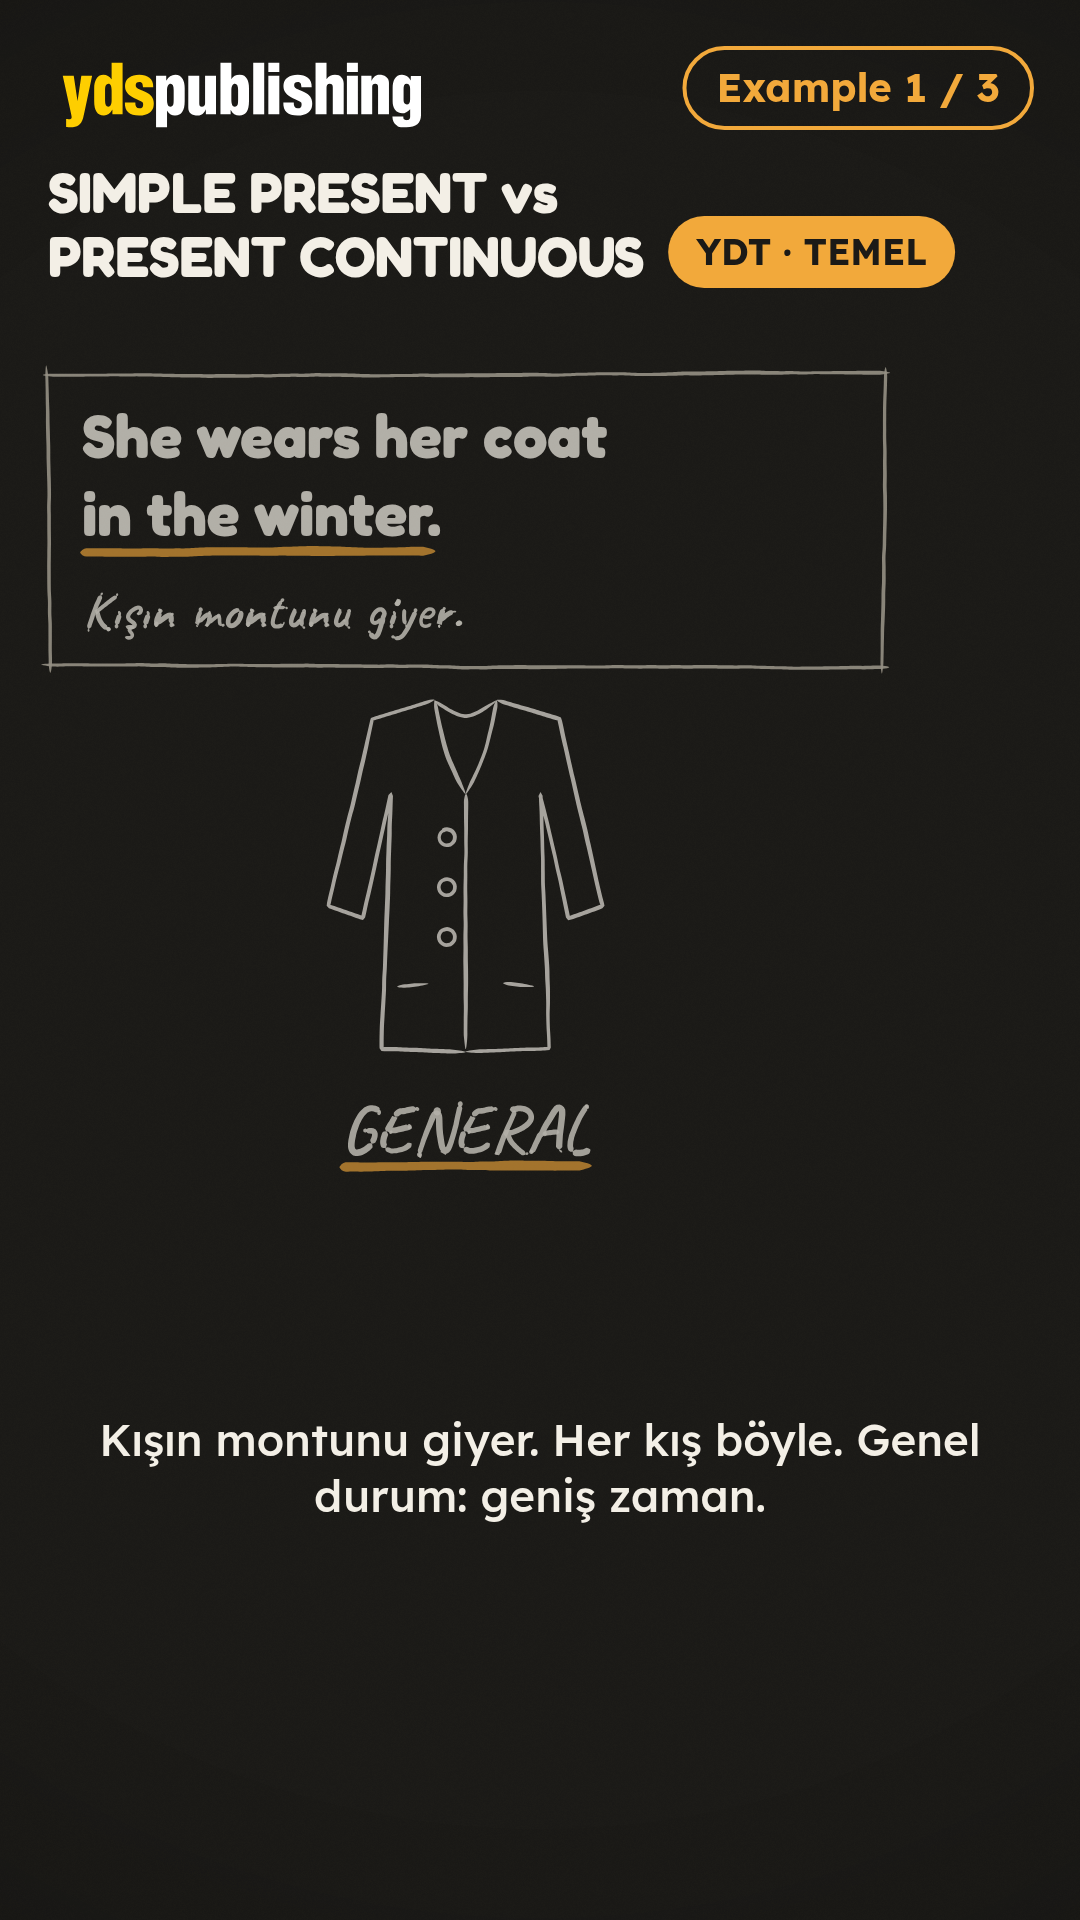 ydspublishing
Example 1 / 3
SIMPLE PRESENT vs
PRESENT CONTINUOUS
YDT · TEMEL
She wears her coat
in the winter.
Kışın montunu giyer.
GENERAL
Kışın montunu giyer. Her kış böyle. Genel
durum: geniş zaman.